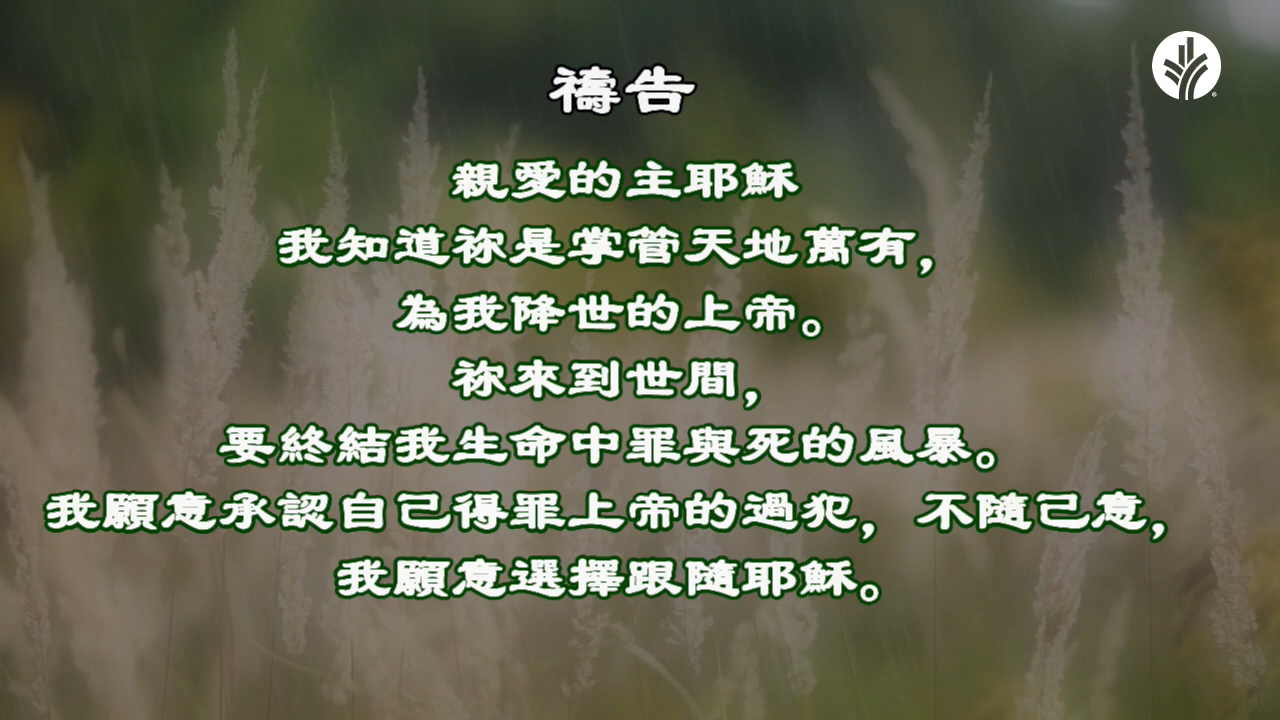 禱告
親愛的主耶穌
我知道祢是掌管天地萬有，
為我降世的上帝。
祢來到世間，
要終結我生命中罪與死的風暴。
我願意承認自己得罪上帝的過犯，不隨己意，
我願意選擇跟隨耶穌。